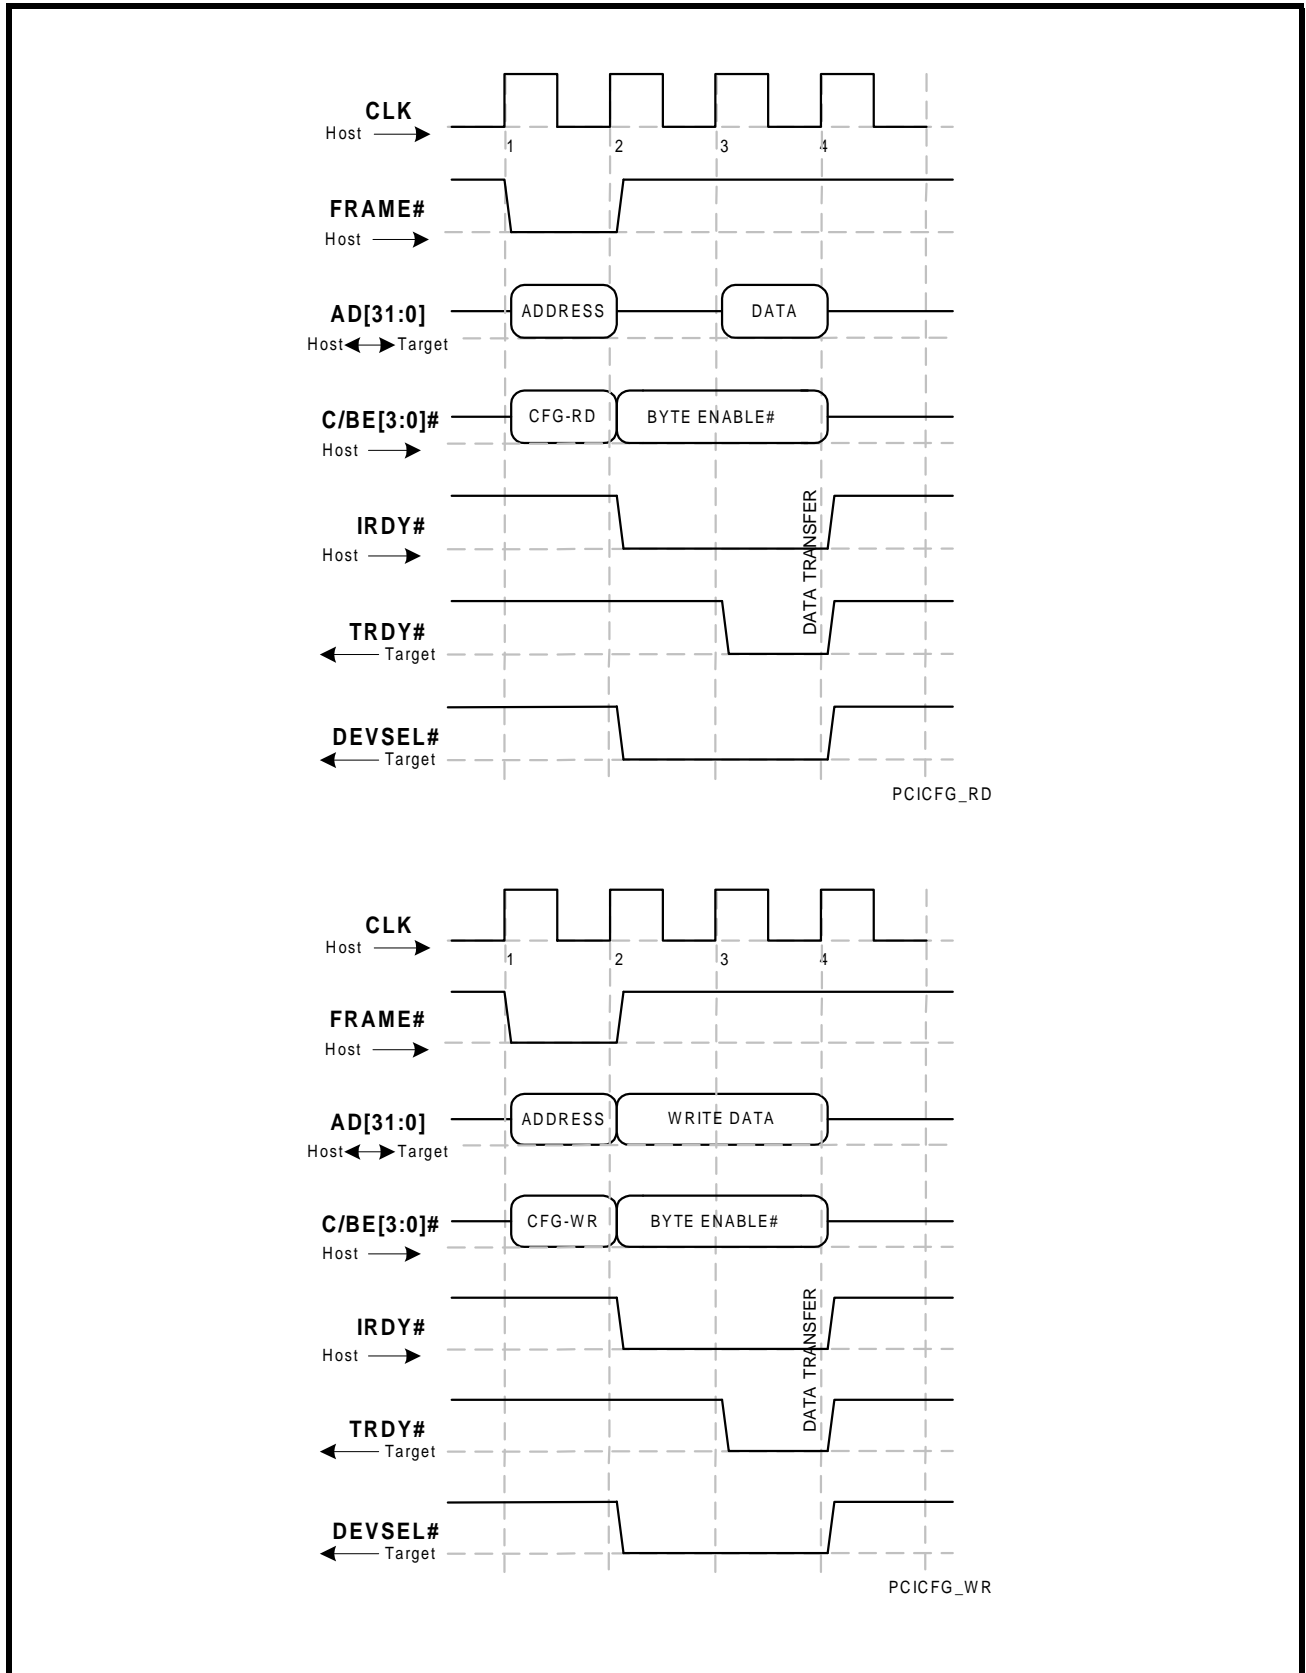 CLK
Host
1 2 3 4
FRAME#
Host
AD[31:0]
ADDRESS DATA
Host Target
C/BE[3:0]#
CFG-RD BYTE ENABLE#
Host
IRDY#
Host
DATA TRANSFER
TRDY#
Target
DEVSEL#
Target
PCICFG_RD
CLK
Host
1 2 3 4
FRAME#
Host
AD[31:0]
ADDRESS WRITE DATA
Host Target
C/BE[3:0]#
CFG-WR BYTE ENABLE#
Host
IRDY#
Host
DATA TRANSFER
TRDY#
Target
DEVSEL#
Target
PCICFG_WR